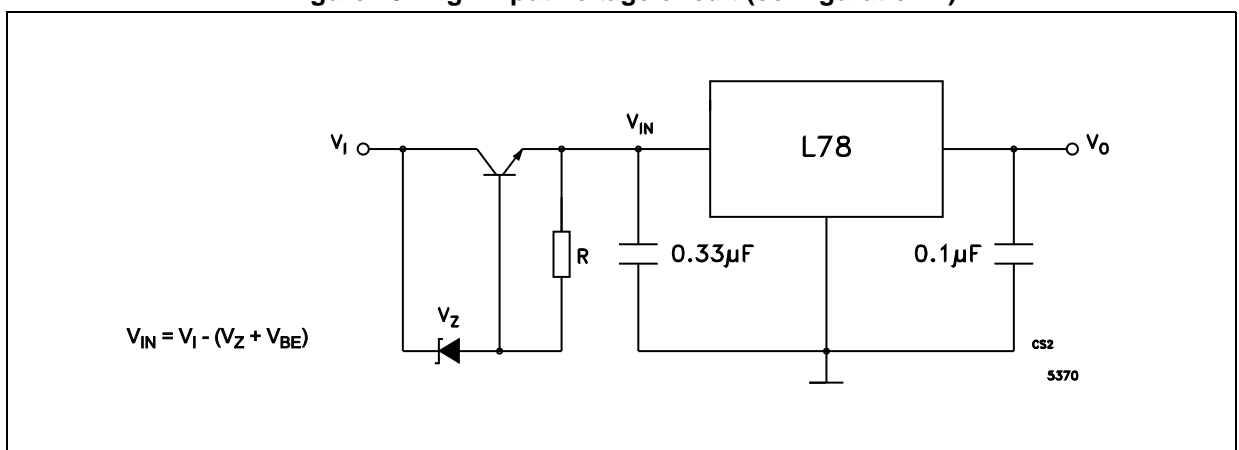 V_I
V_IN
L78
V_O
R
0.33µF
0.1µF
V_Z
V_IN = V_I - (V_Z + V_BE)
CS2
5370